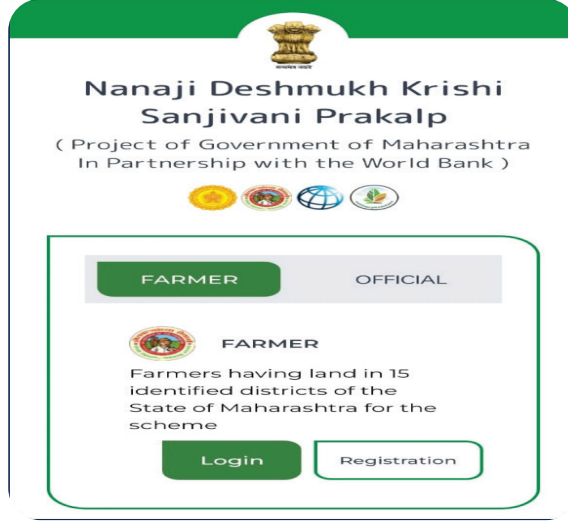 Nanaji Deshmukh Krishi
Sanjivani Prakalp
( Project of Government of Maharashtra
In Partnership with the World Bank )
FARMER
OFFICIAL
FARMER
Farmers having land in 15
identified districts of the
State of Maharashtra for the
scheme
Login
Registration